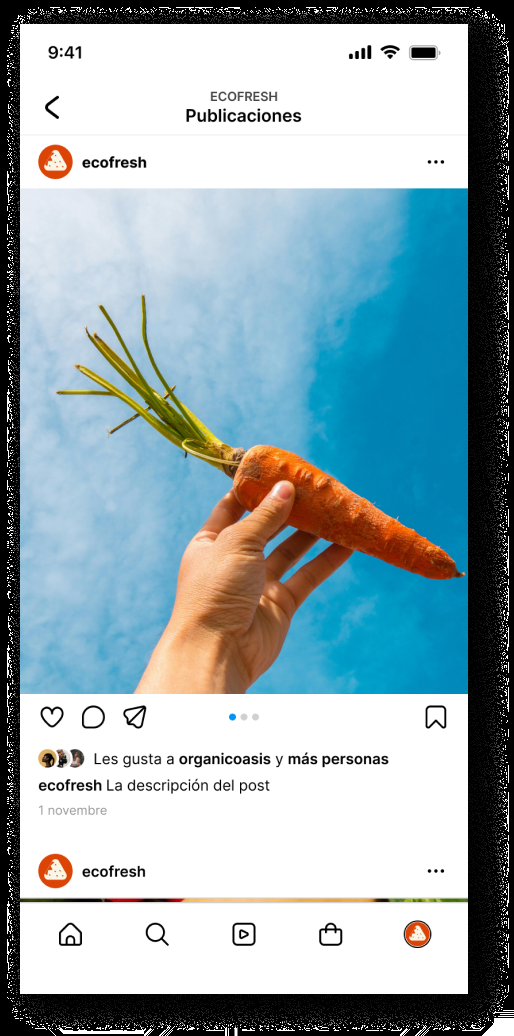 9:41
ECOFRESH
Publicaciones
ecofresh
Les gusta a organicoasis y más personas
ecofresh La descripción del post
1 novembre
ecofresh